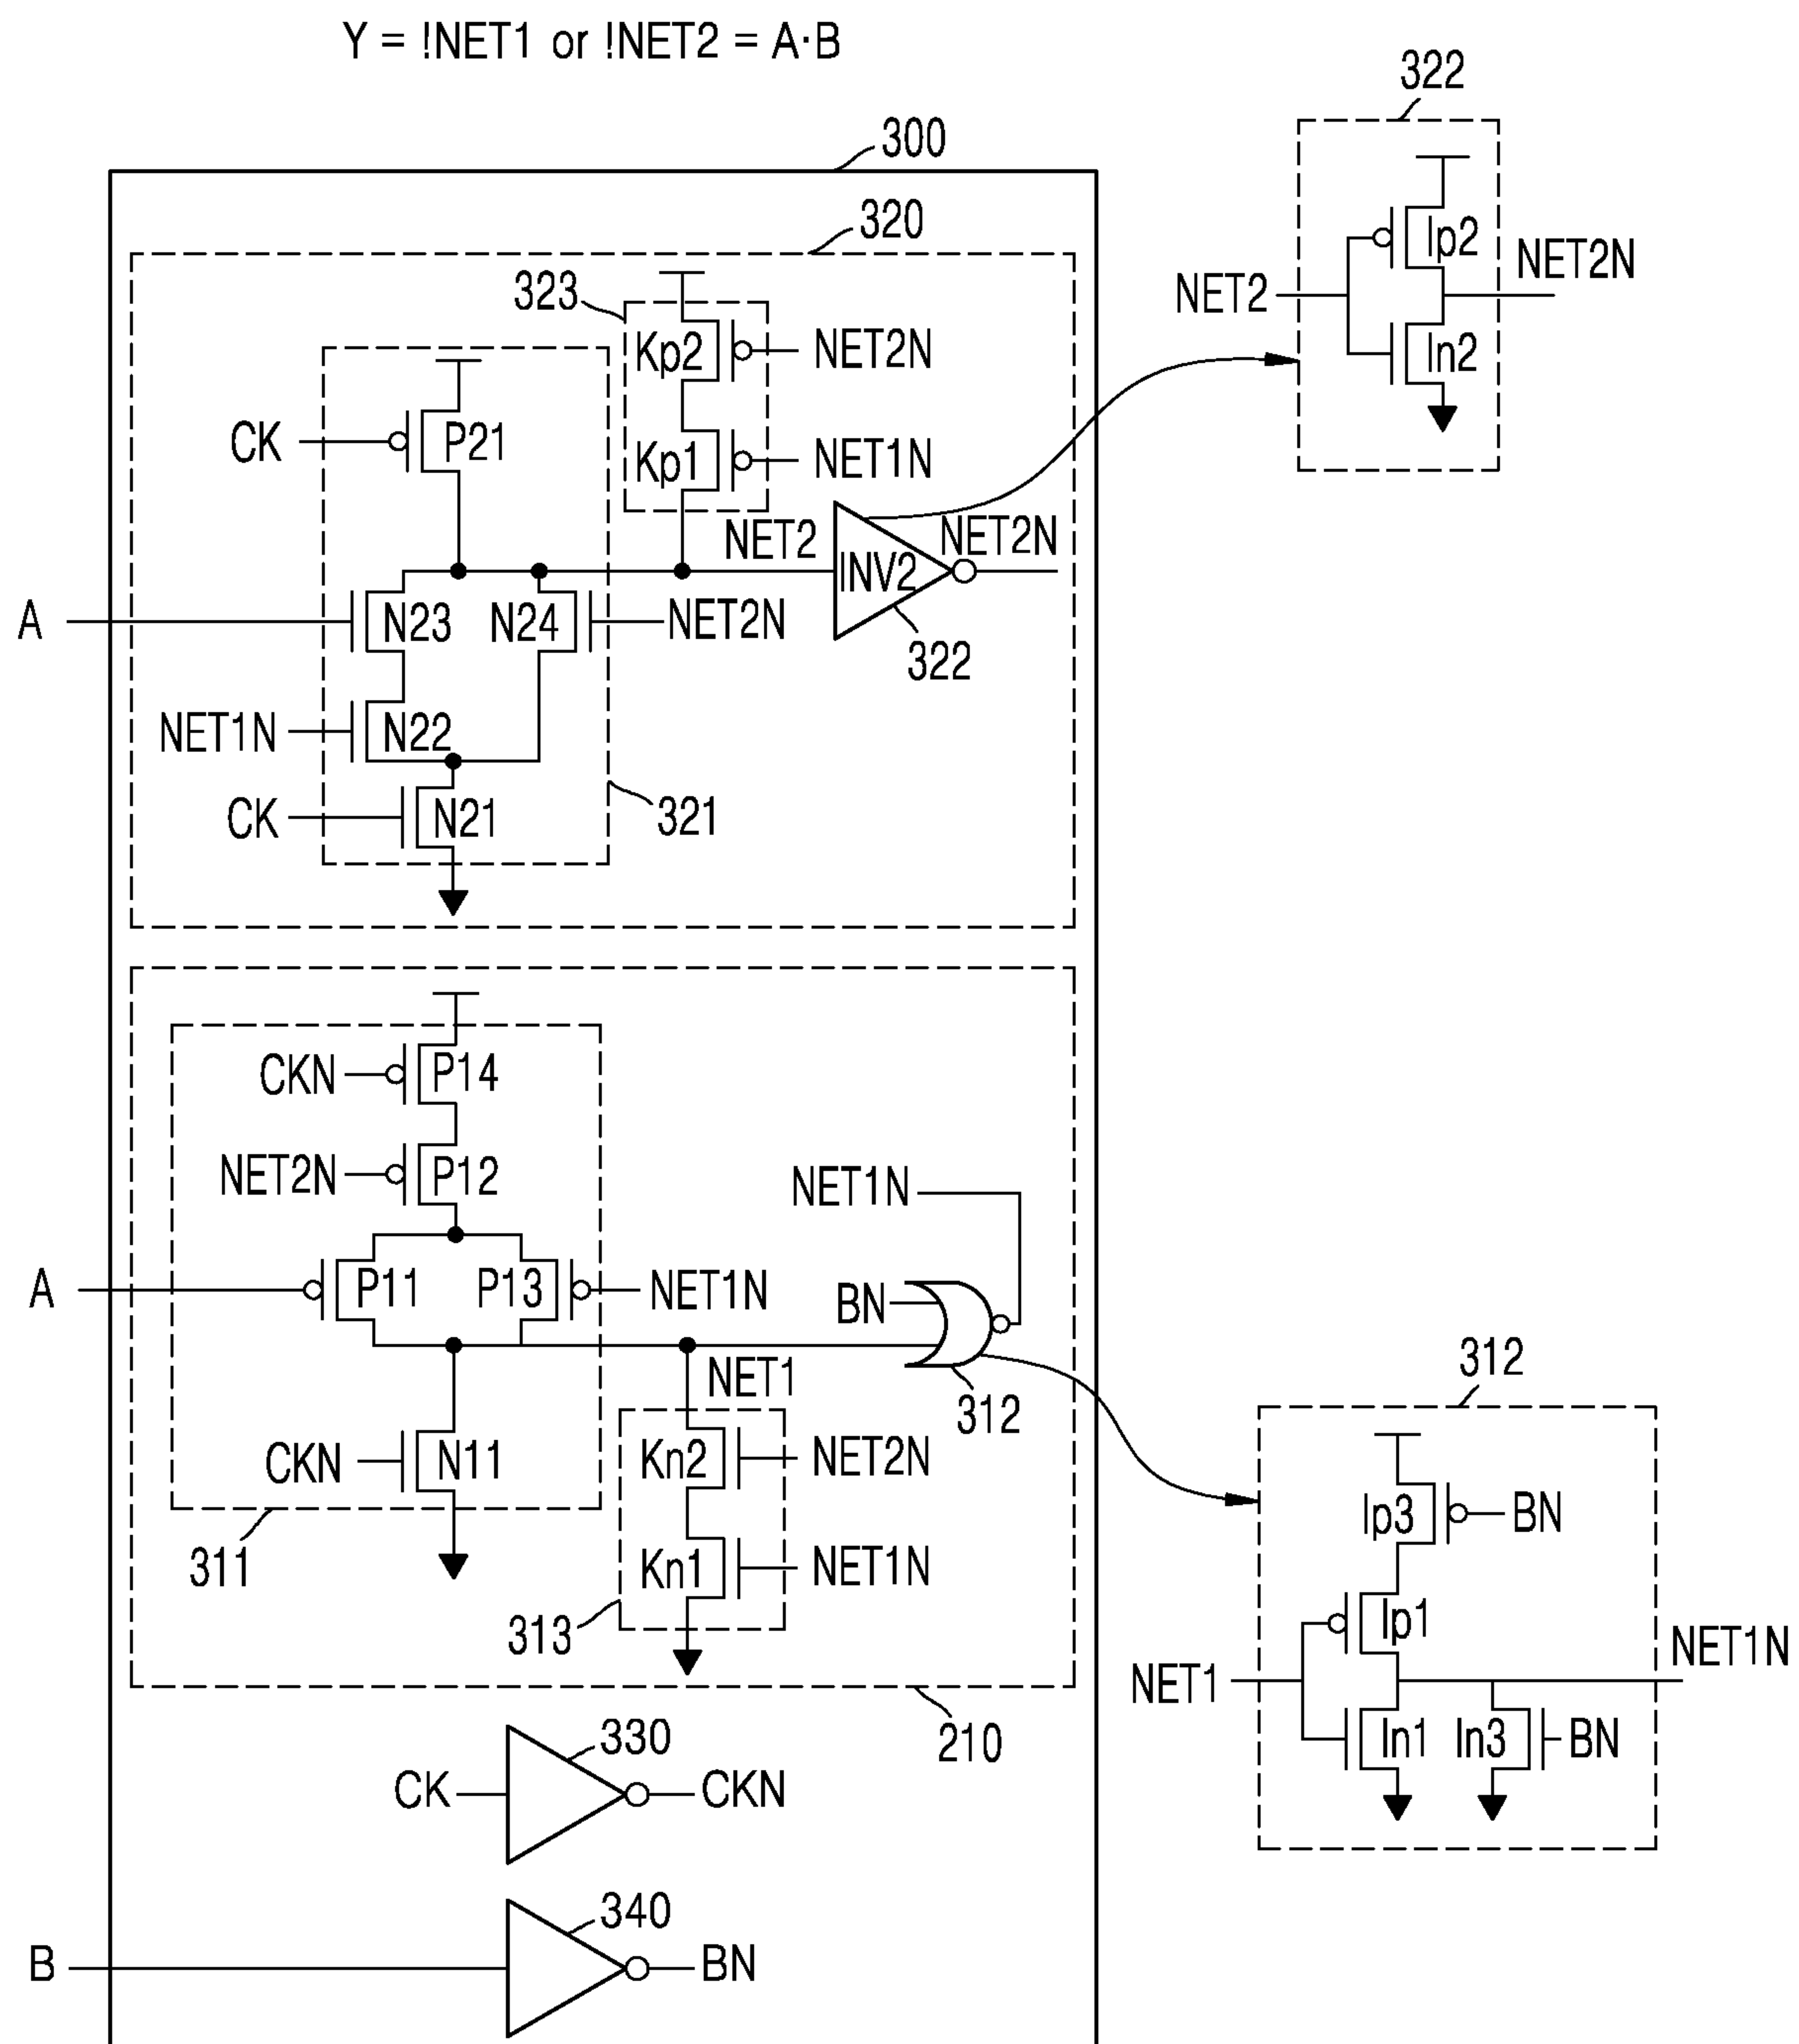 Y = !NET1 or !NET2 = A·B
322
300
320
Ip2
NET2N
NET2
In2
323
Kp2
NET2N
CK
P21
Kp1
NET1N
NET2
INV2
NET2N
A
N23
N24
NET2N
322
NET1N
N22
CK
N21
321
CKN
P14
NET2N
P12
NET1N
A
P11
P13
NET1N
BN
312
NET1
312
CKN
N11
Kn2
NET2N
Ip3
BN
311
Kn1
NET1N
313
Ip1
NET1
NET1N
In1
In3
BN
210
330
CK
CKN
340
B
BN